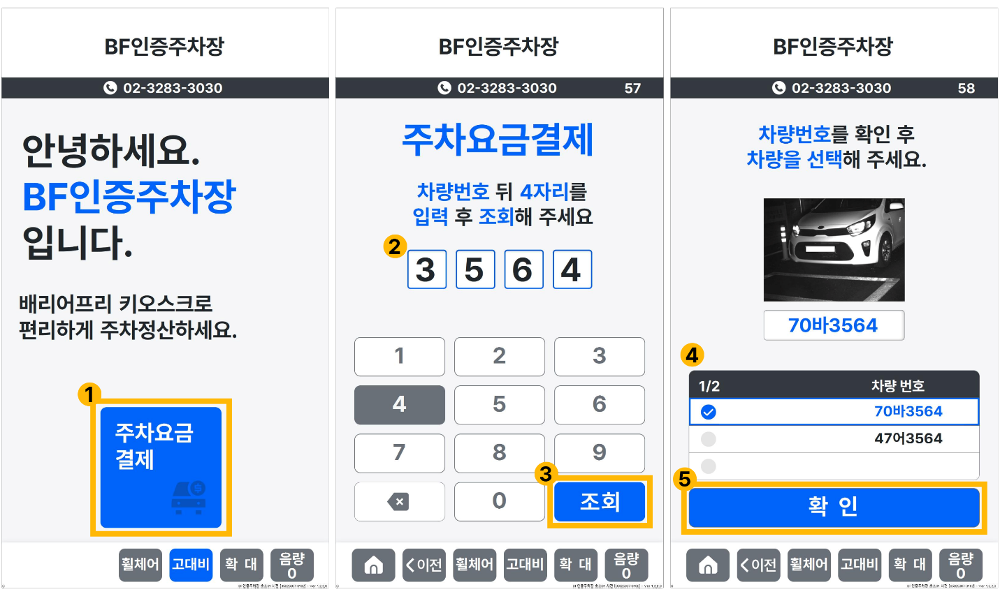 BF인증주차장
02-3283-3030
안녕하세요.
BF인증주차장
입니다.
배리어프리 키오스크로
편리하게 주차정산하세요.
1
주차요금
결제
휠체어
고대비
확 대
음량
0
BF인증주차장
02-3283-3030
57
주차요금결제
차량번호 뒤 4자리를
입력 후 조회해 주세요
2
3 5 6 4
1 2 3
4 5 6
7 8 9
3
0 조회
이전
휠체어
고대비
확 대
음량
0
BF인증주차장
02-3283-3030
58
차량번호를 확인 후
차량을 선택해 주세요.
70바3564
4
1/2 차량 번호
70바3564
47어3564
5
확 인
이전
휠체어
고대비
확 대
음량
0